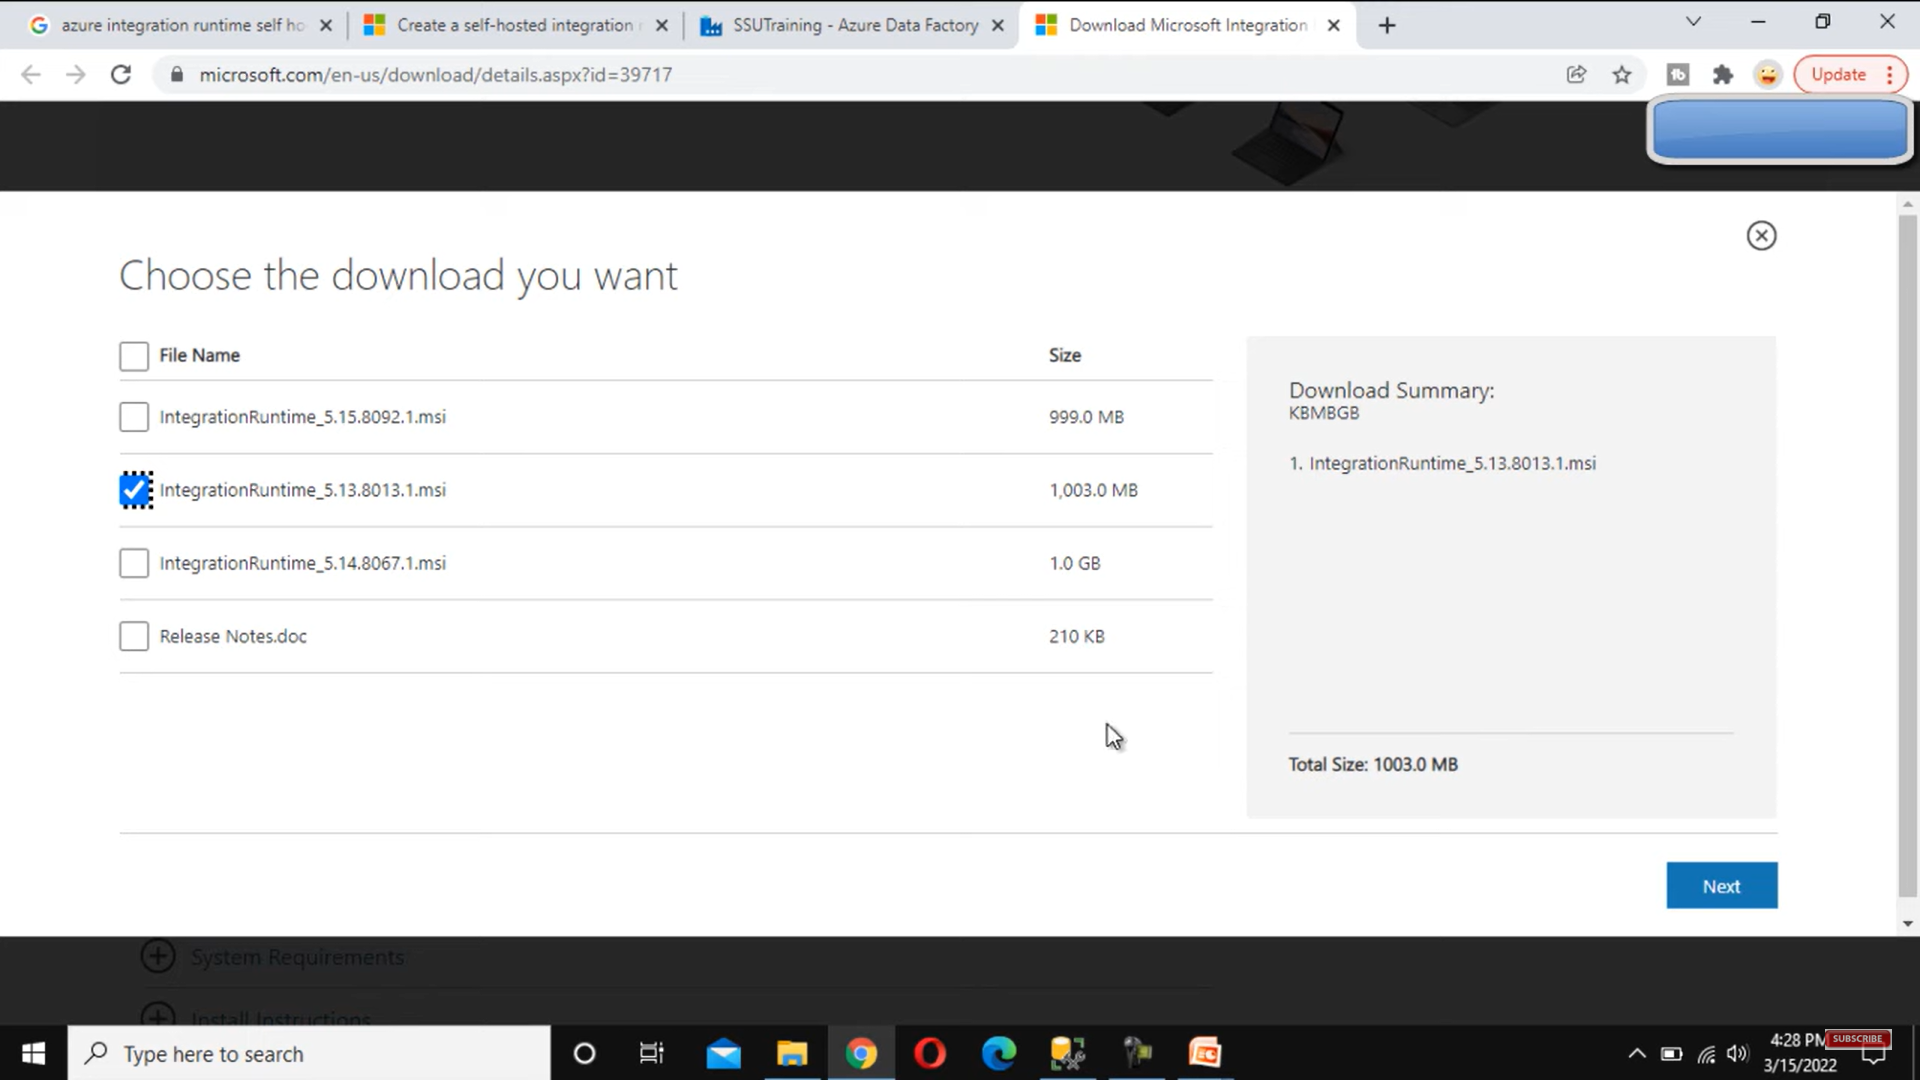 azure integration runtime self ho
Create a self-hosted integration r
SSUTraining - Azure Data Factory
Download Microsoft Integration
microsoft.com/en-us/download/details.aspx?id=39717
Update
Choose the download you want
File Name Size
IntegrationRuntime_5.15.8092.1.msi 999.0 MB
IntegrationRuntime_5.13.8013.1.msi 1,003.0 MB
IntegrationRuntime_5.14.8067.1.msi 1.0 GB
Release Notes.doc 210 KB
Download Summary:
KBMBGB
1. IntegrationRuntime_5.13.8013.1.msi
Total Size: 1003.0 MB
Next
System Requirements
Install Instructions
Type here to search
4:28 PM
SUBSCRIBE
3/15/2022